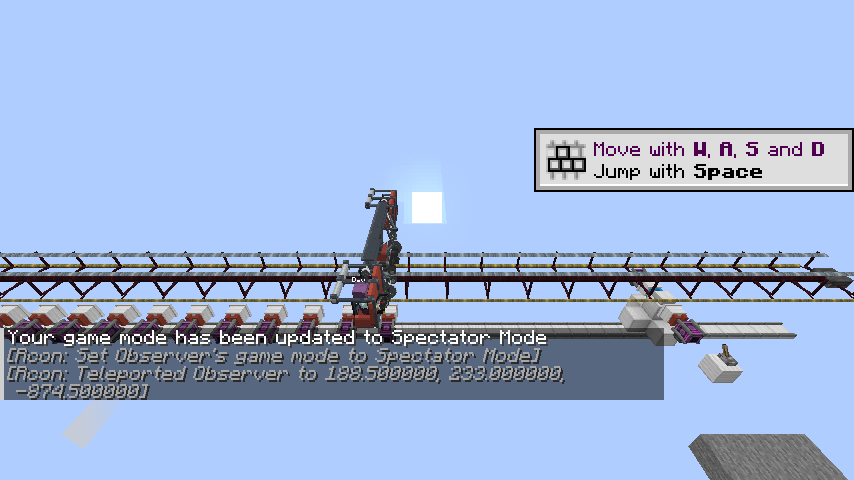 Move with W, A, S and D
Jump with Space
Your game mode has been updated to Spectator Mode
[Rcon: Set Observer's game mode to Spectator Mode]
[Rcon: Teleported Observer to 188.500000, 233.000000,
-874.500000]